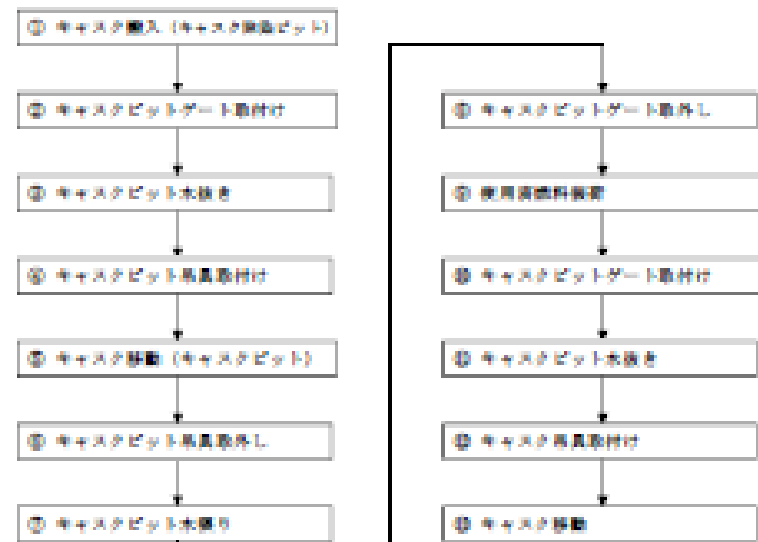 ① キャスク搬入（キャスク除染ピット）
② キャスクピットゲート取付け
③ キャスクピット水抜き
④ キャスクピット吊具取付け
⑤ キャスク移動（キャスクピット）
⑥ キャスクピット吊具取外し
⑦ キャスクピット水張り
⑧ キャスクピットゲート取外し
⑨ 使用済燃料装荷
⑩ キャスクピットゲート取付け
⑪ キャスクピット水抜き
⑫ キャスク吊具取付け
⑬ キャスク移動